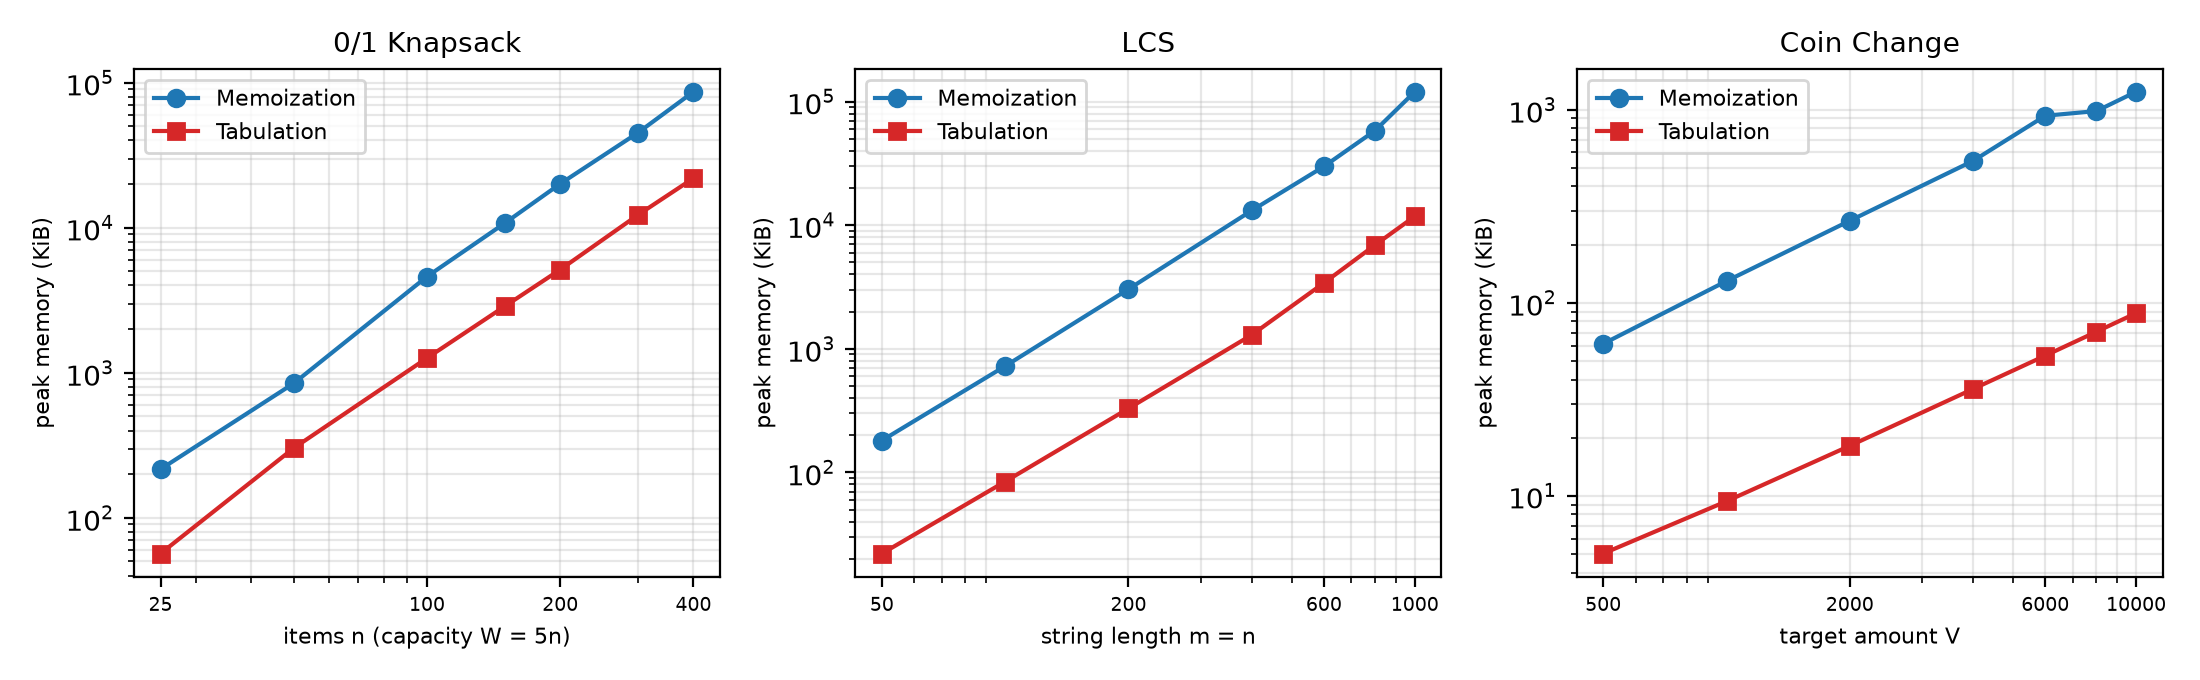 0/1 Knapsack
Memoization
Tabulation
10^5
10^4
10^3
10^2
peak memory (KiB)
25
100
200
400
items n (capacity W = 5n)
LCS
Memoization
Tabulation
10^5
10^4
10^3
10^2
peak memory (KiB)
50
200
600
1000
string length m = n
Coin Change
Memoization
Tabulation
10^3
10^2
10^1
peak memory (KiB)
500
2000
6000
10000
target amount V